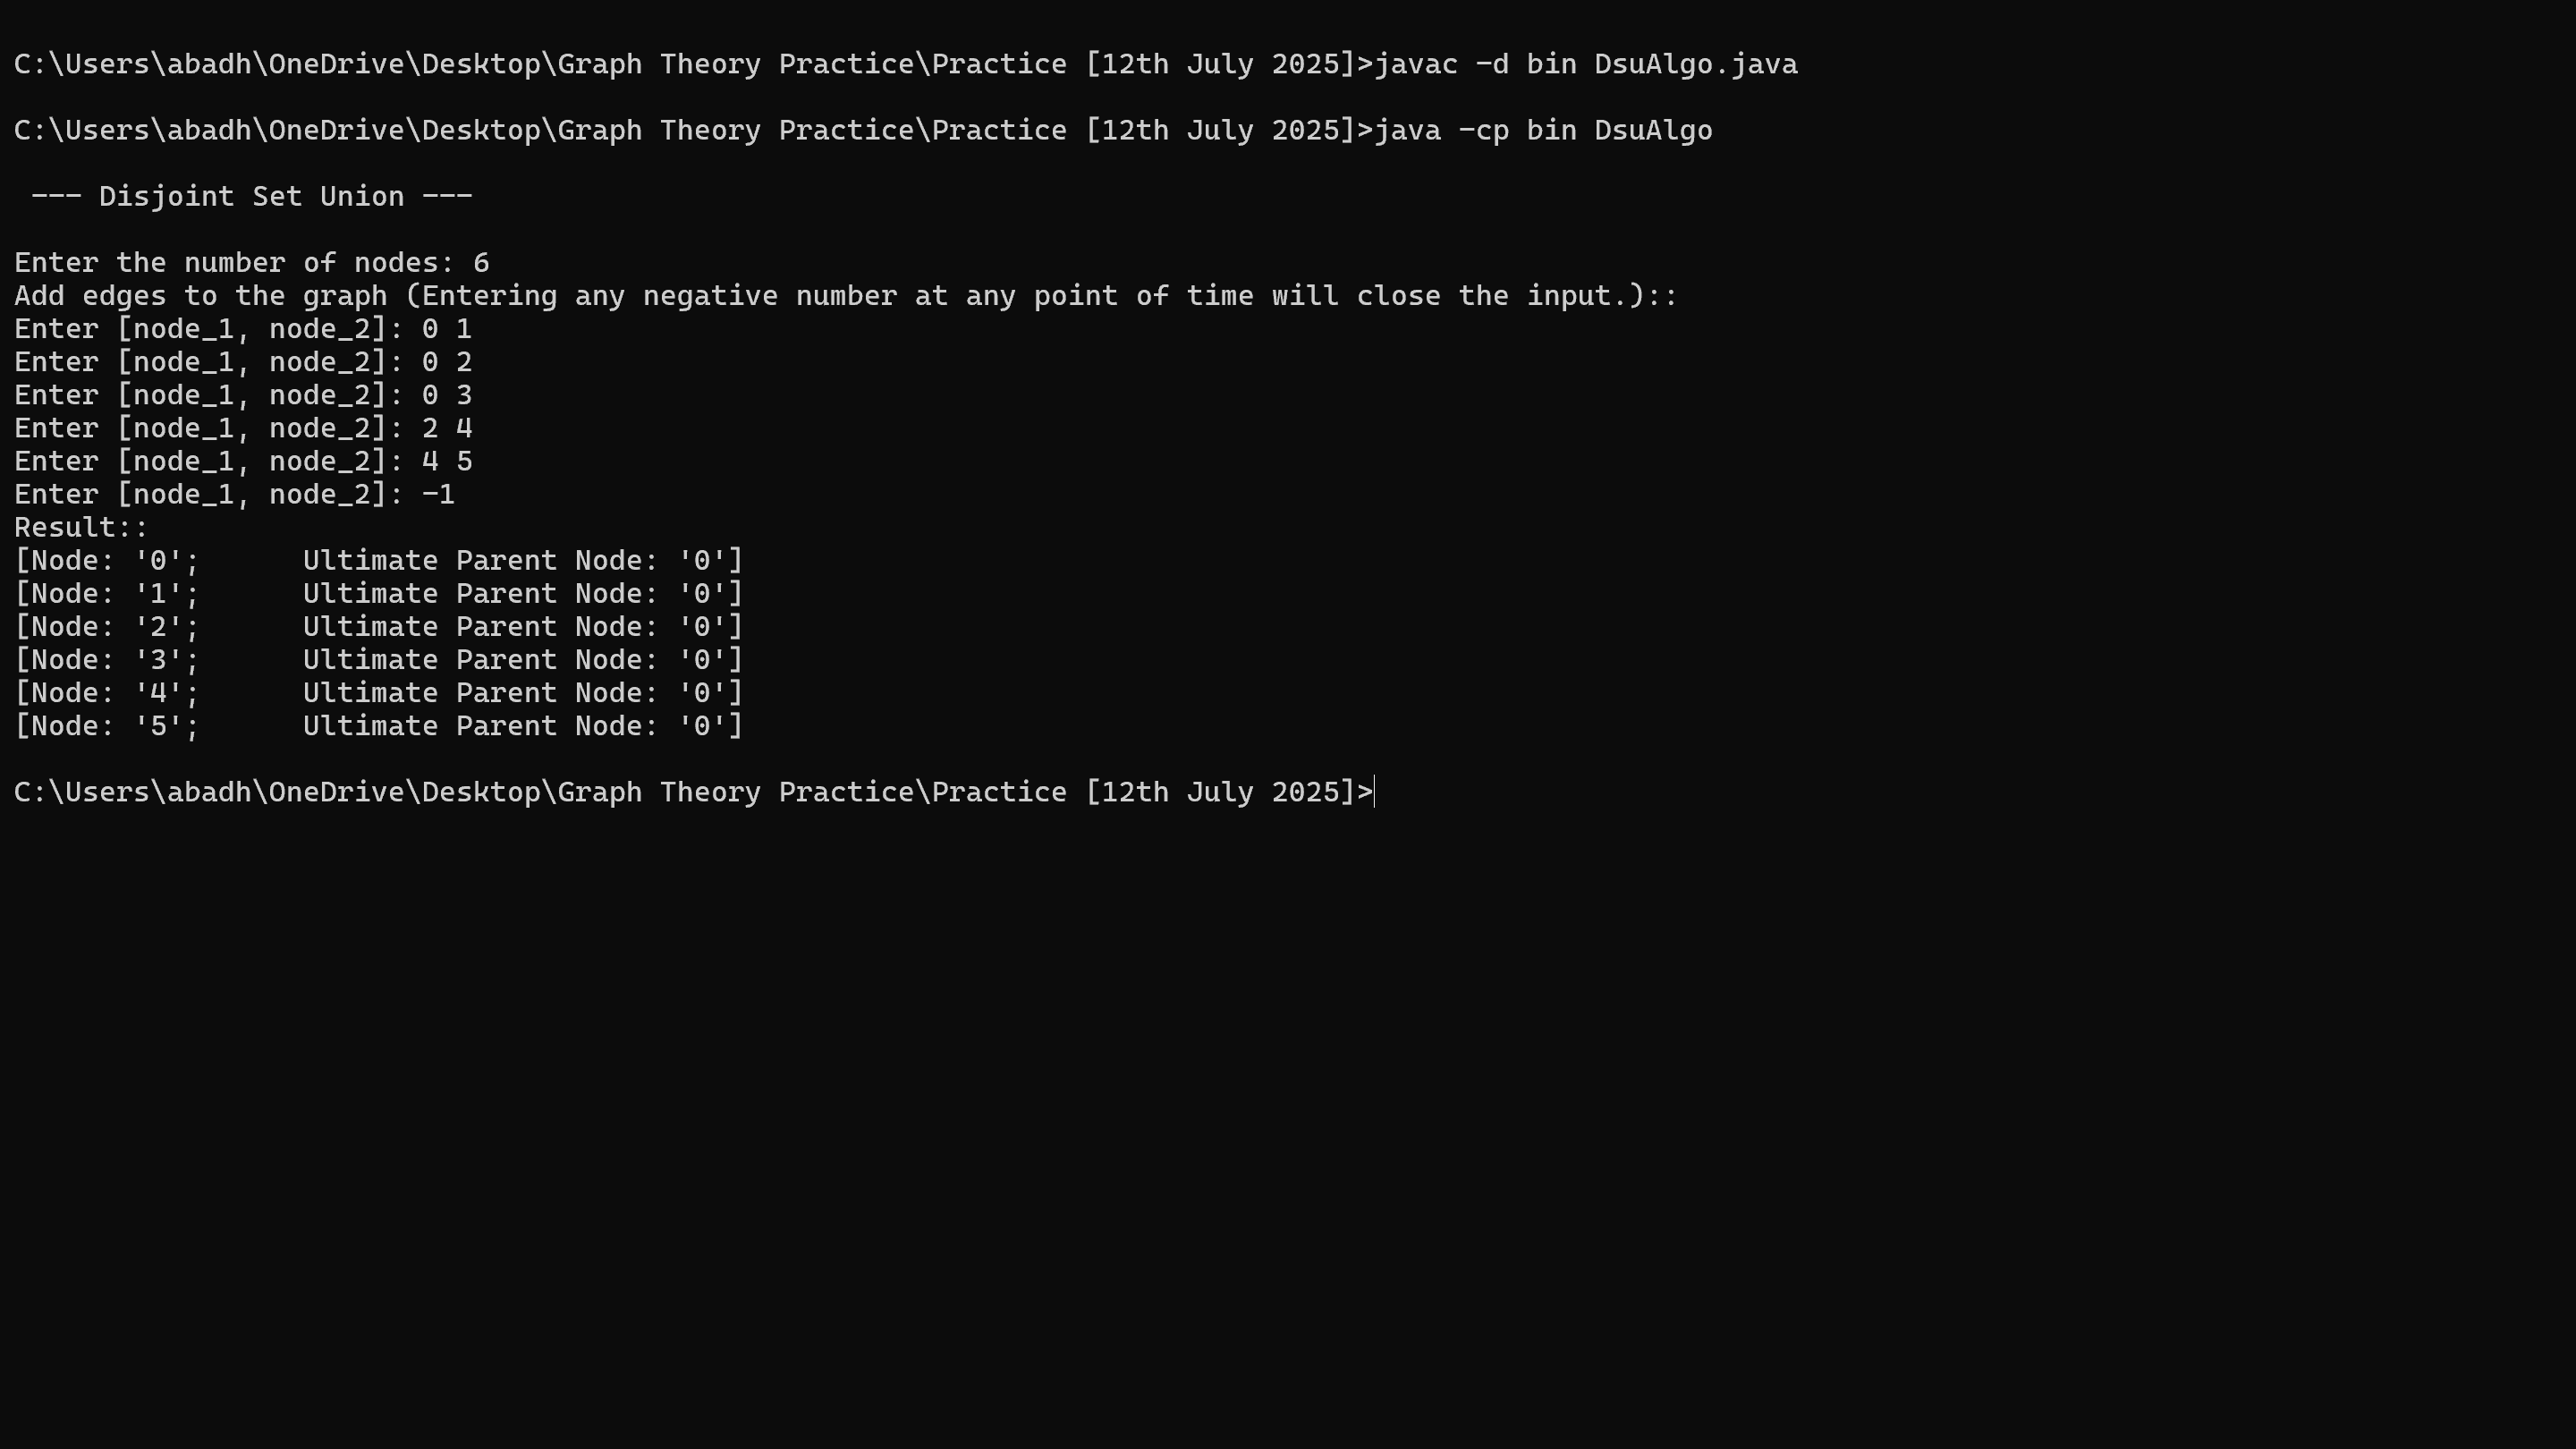 C:\Users\abadh\OneDrive\Desktop\Graph Theory Practice\Practice [12th July 2025]>javac -d bin DsuAlgo.java
C:\Users\abadh\OneDrive\Desktop\Graph Theory Practice\Practice [12th July 2025]>java -cp bin DsuAlgo
--- Disjoint Set Union ---
Enter the number of nodes: 6
Add edges to the graph (Entering any negative number at any point of time will close the input.)::
Enter [node_1, node_2]: 0 1
Enter [node_1, node_2]: 0 2
Enter [node_1, node_2]: 0 3
Enter [node_1, node_2]: 2 4
Enter [node_1, node_2]: 4 5
Enter [node_1, node_2]: -1
Result::
[Node: '0';      Ultimate Parent Node: '0']
[Node: '1';      Ultimate Parent Node: '0']
[Node: '2';      Ultimate Parent Node: '0']
[Node: '3';      Ultimate Parent Node: '0']
[Node: '4';      Ultimate Parent Node: '0']
[Node: '5';      Ultimate Parent Node: '0']
C:\Users\abadh\OneDrive\Desktop\Graph Theory Practice\Practice [12th July 2025]>